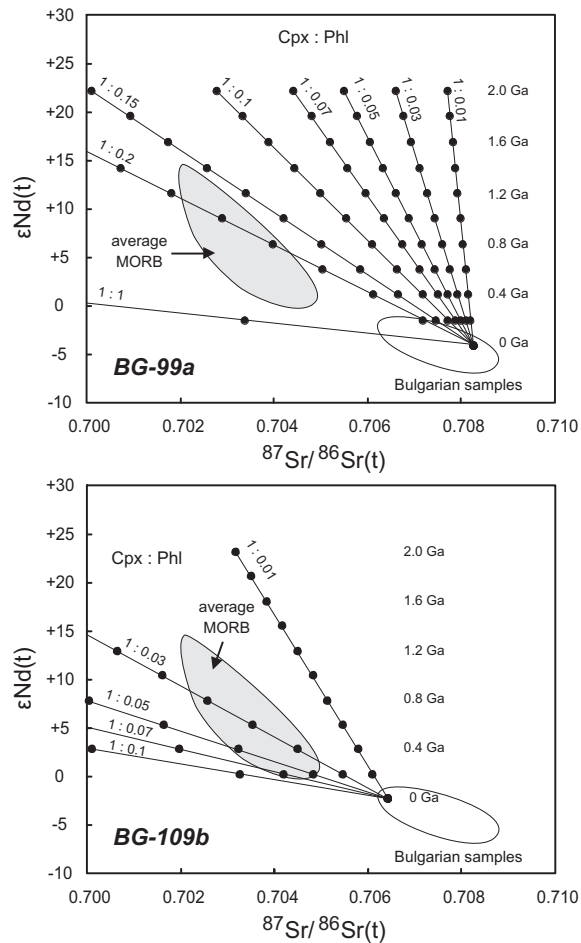 +30
+25
+20
+15
+10
+5
0
-5
-10
εNd(t)
Cpx : Phl
1 : 0.15
1 : 0.2
1 : 1
1 : 0.1
1 : 0.07
1 : 0.05
1 : 0.03
1 : 0.01
2.0 Ga
1.6 Ga
1.2 Ga
0.8 Ga
0.4 Ga
0 Ga
average
MORB
Bulgarian samples
BG-99a
0.700 0.702 0.704 0.706 0.708 0.710
87Sr/ 86Sr(t)
+30
+25
+20
+15
+10
+5
0
-5
-10
εNd(t)
Cpx : Phl
1 : 0.01
1 : 0.03
1 : 0.05
1 : 0.07
1 : 0.1
average
MORB
2.0 Ga
1.6 Ga
1.2 Ga
0.8 Ga
0.4 Ga
0 Ga
Bulgarian samples
BG-109b
0.700 0.702 0.704 0.706 0.708 0.710
87Sr/ 86Sr(t)